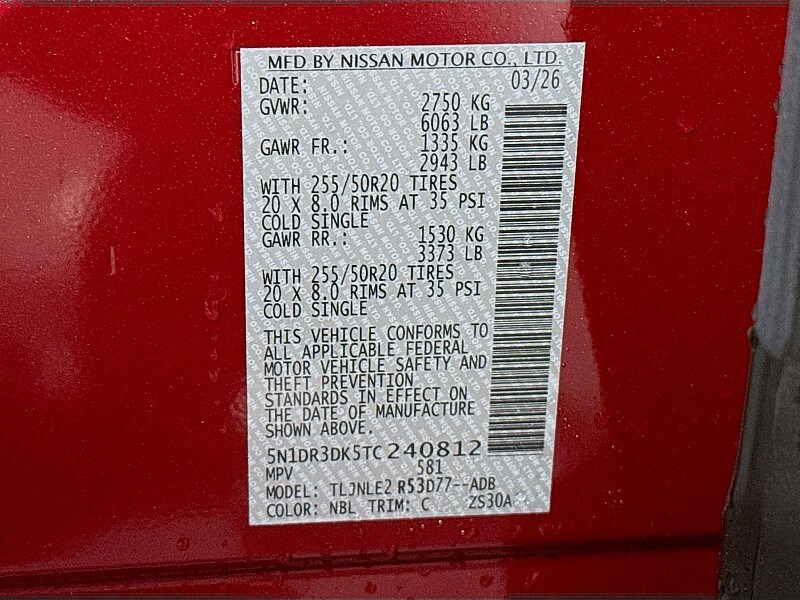 MFD BY NISSAN MOTOR CO., LTD.
DATE: 03/26
GVWR: 2750 KG
6063 LB
GAWR FR.: 1335 KG
2943 LB
WITH 255/50R20 TIRES
20 X 8.0 RIMS AT 35 PSI
COLD SINGLE
GAWR RR.: 1530 KG
3373 LB
WITH 255/50R20 TIRES
20 X 8.0 RIMS AT 35 PSI
COLD SINGLE
THIS VEHICLE CONFORMS TO
ALL APPLICABLE FEDERAL
MOTOR VEHICLE SAFETY AND
THEFT PREVENTION
STANDARDS IN EFFECT ON
THE DATE OF MANUFACTURE
SHOWN ABOVE.
5N1DR3DK5TC240812
MPV 581
MODEL: TLJNLE2 R53D77--ADB
COLOR: NBL TRIM: C ZS30A